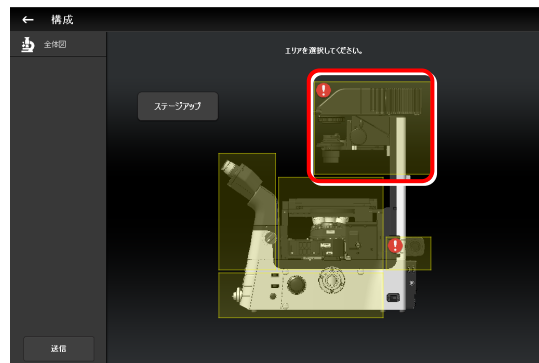 ← 構成
全体図
エリアを選択してください。
ステージアップ
!
!
送信